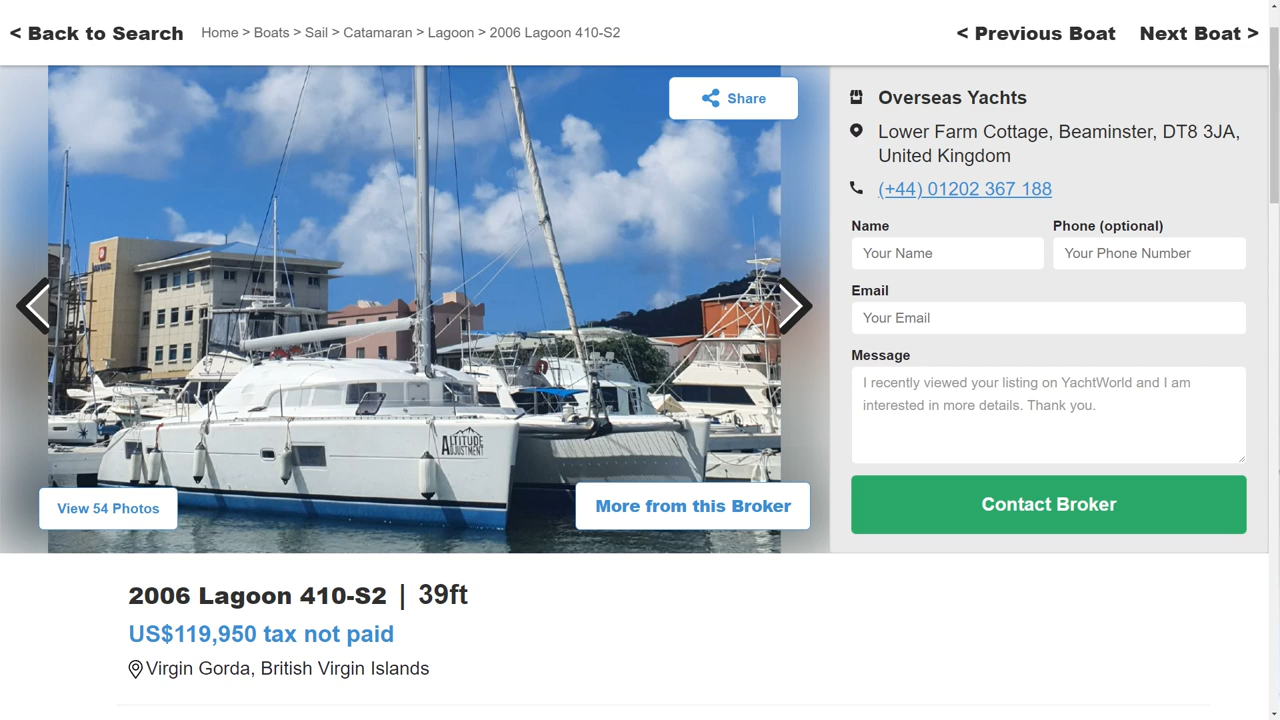 < Back to Search
Home > Boats > Sail > Catamaran > Lagoon > 2006 Lagoon 410-S2
< Previous Boat
Next Boat >
Share
ALTITUDE
ADJUSTMENT
View 54 Photos
More from this Broker
Overseas Yachts
Lower Farm Cottage, Beaminster, DT8 3JA,
United Kingdom
(+44) 01202 367 188
Name
Phone (optional)
Your Name
Your Phone Number
Email
Your Email
Message
I recently viewed your listing on YachtWorld and I am
interested in more details. Thank you.
Contact Broker
2006 Lagoon 410-S2 | 39ft
US$119,950 tax not paid
Virgin Gorda, British Virgin Islands